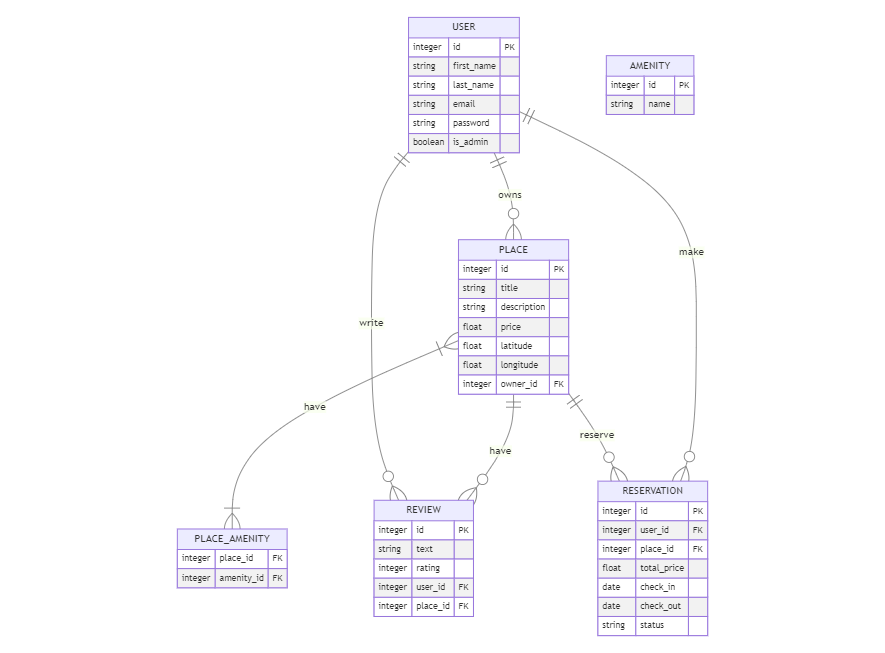 USER
integer id PK
string first_name
string last_name
string email
string password
boolean is_admin
AMENITY
integer id PK
string name
owns
make
PLACE
integer id PK
string title
string description
float price
float latitude
float longitude
integer owner_id FK
write
have
reserve
have
RESERVATION
integer id PK
integer user_id FK
integer place_id FK
float total_price
date check_in
date check_out
string status
REVIEW
integer id PK
string text
integer rating
integer user_id FK
integer place_id FK
PLACE_AMENITY
integer place_id FK
integer amenity_id FK